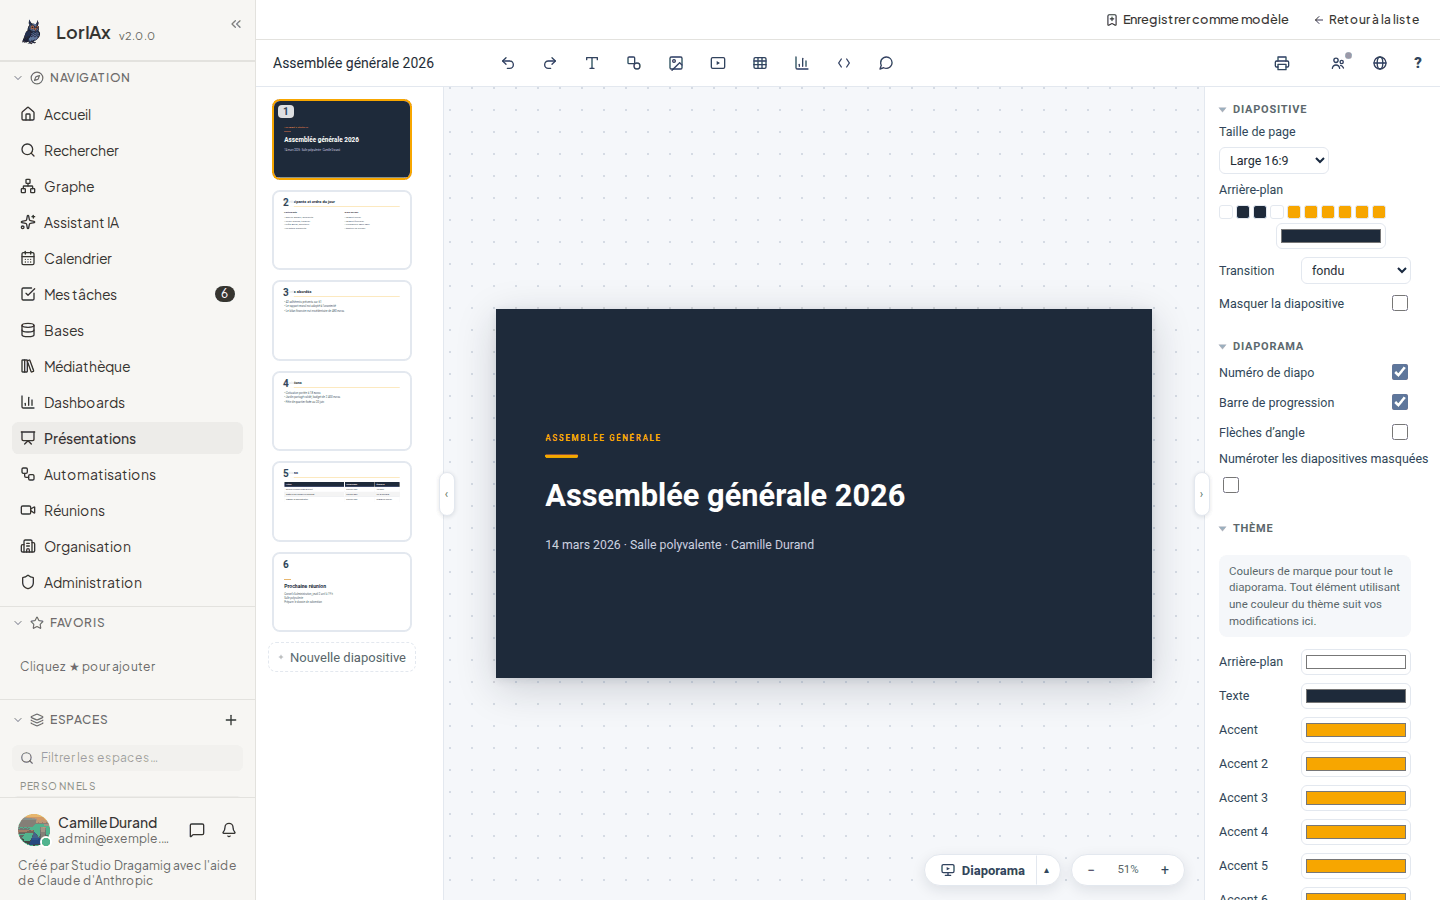 LorIAx v2.0.0
NAVIGATION
Accueil
Rechercher
Graphe
Assistant IA
Calendrier
Mes tâches 6
Bases
Médiathèque
Dashboards
Présentations
Automatisations
Réunions
Organisation
Administration
FAVORIS
Cliquez ★ pour ajouter
ESPACES
Filtrer les espaces...
PERSONNELS
Camille Durand
admin@exemple....
Créé par Studio Dragamig avec l'aide
de Claude d'Anthropic
Enregistrer comme modèle
Retour à la liste
Assemblée générale 2026
?
1
Assemblée générale 2026
2
3
4
5
6
Prochaine réunion
+ Nouvelle diapositive
ASSEMBLÉE GÉNÉRALE
Assemblée générale 2026
14 mars 2026 · Salle polyvalente · Camille Durand
Diaporama
− 51% +
DIAPOSITIVE
Taille de page
Large 16:9
Arrière-plan
Transition fondu
Masquer la diapositive
DIAPORAMA
Numéro de diapo
Barre de progression
Flèches d'angle
Numéroter les diapositives masquées
THÈME
Couleurs de marque pour tout le
diaporama. Tout élément utilisant
une couleur du thème suit vos
modifications ici.
Arrière-plan
Texte
Accent
Accent 2
Accent 3
Accent 4
Accent 5
Accent 6